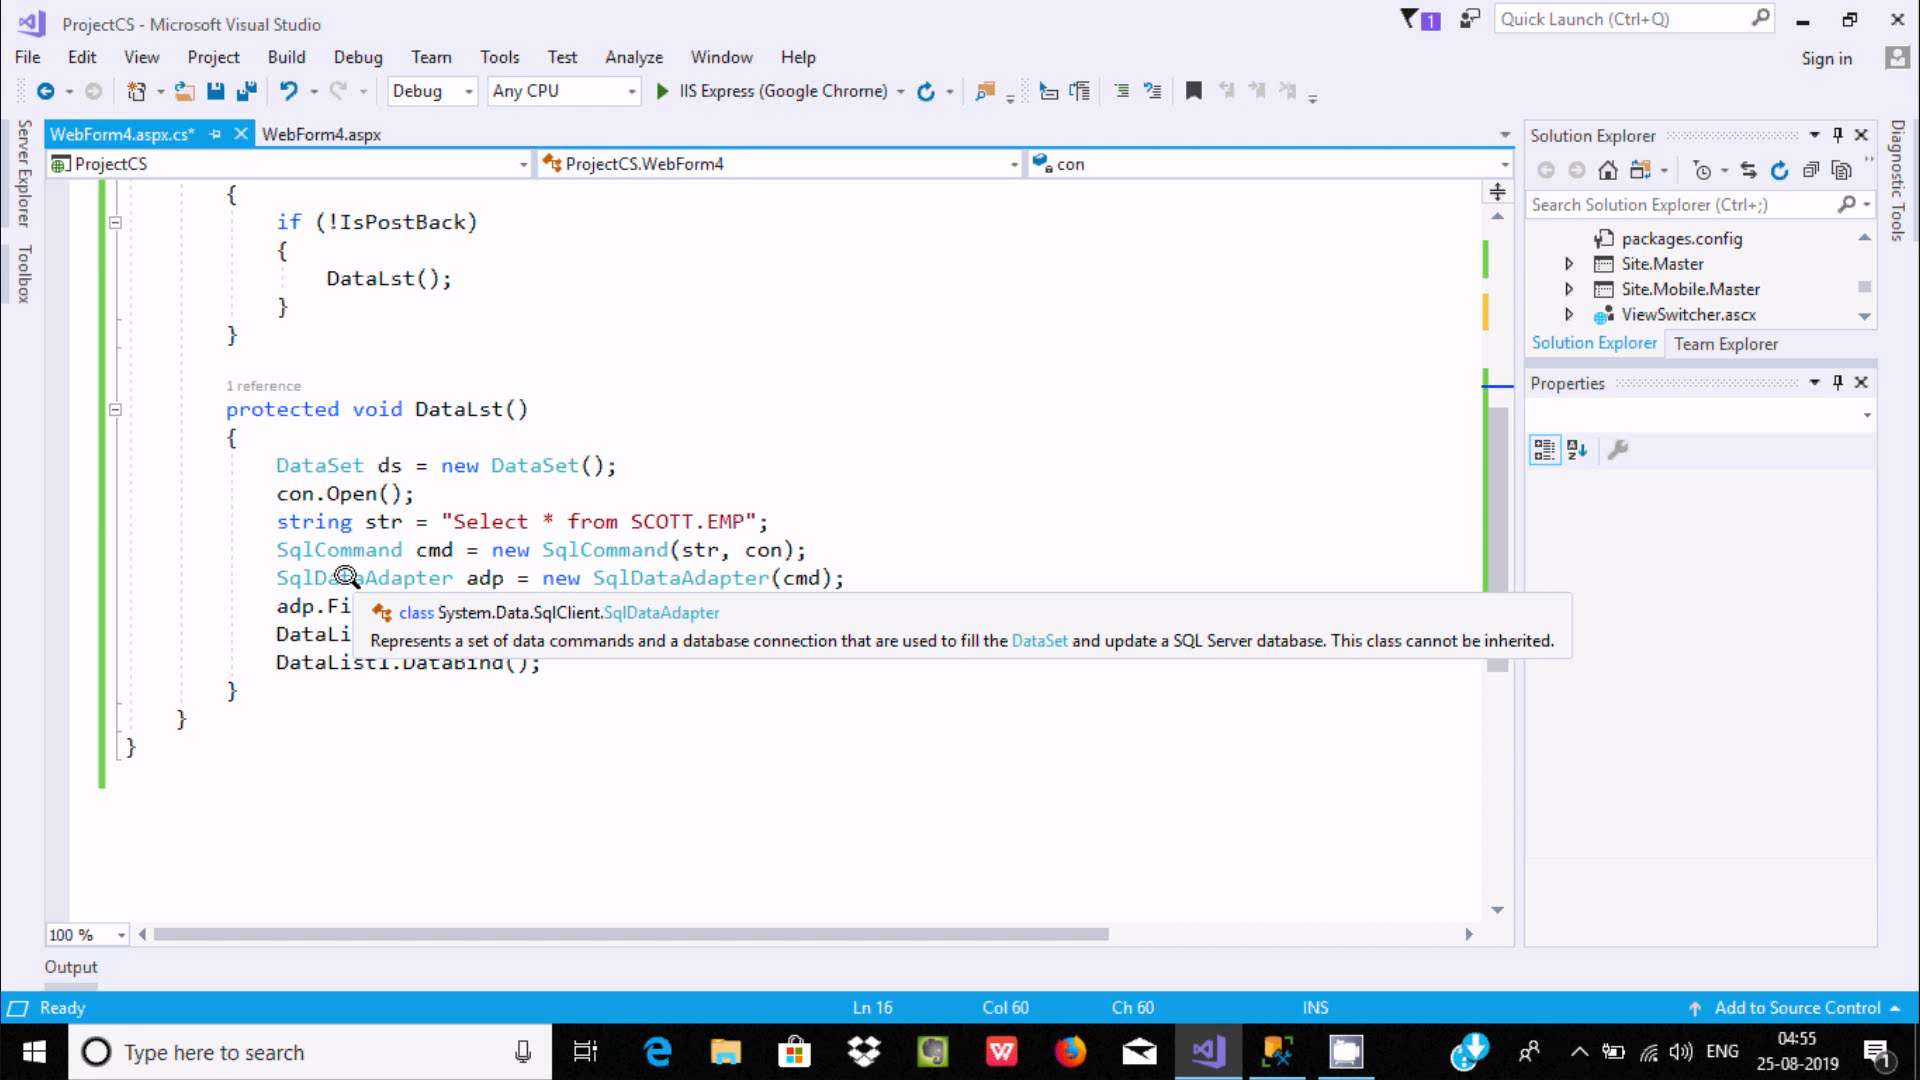 ProjectCS - Microsoft Visual Studio
1
Quick Launch (Ctrl+Q)
File Edit View Project Build Debug Team Tools Test Analyze Window Help
Sign in
Debug Any CPU IIS Express (Google Chrome)
Server Explorer
Toolbox
WebForm4.aspx.cs* WebForm4.aspx
ProjectCS ProjectCS.WebForm4 con
{
if (!IsPostBack)
{
DataLst();
}
}
1 reference
protected void DataLst()
{
DataSet ds = new DataSet();
con.Open();
string str = "Select * from SCOTT.EMP";
SqlCommand cmd = new SqlCommand(str, con);
SqlDataAdapter adp = new SqlDataAdapter(cmd);
adp.Fi
class System.Data.SqlClient.SqlDataAdapter
DataLi
Represents a set of data commands and a database connection that are used to fill the DataSet and update a SQL Server database. This class cannot be inherited.
DataList1.DataBind();
}
}
}
100 %
Output
Solution Explorer
Search Solution Explorer (Ctrl+;)
packages.config
Site.Master
Site.Mobile.Master
ViewSwitcher.ascx
Solution Explorer Team Explorer
Properties
Diagnostic Tools
Ready Ln 16 Col 60 Ch 60 INS Add to Source Control
Type here to search
ENG
04:55
25-08-2019
1